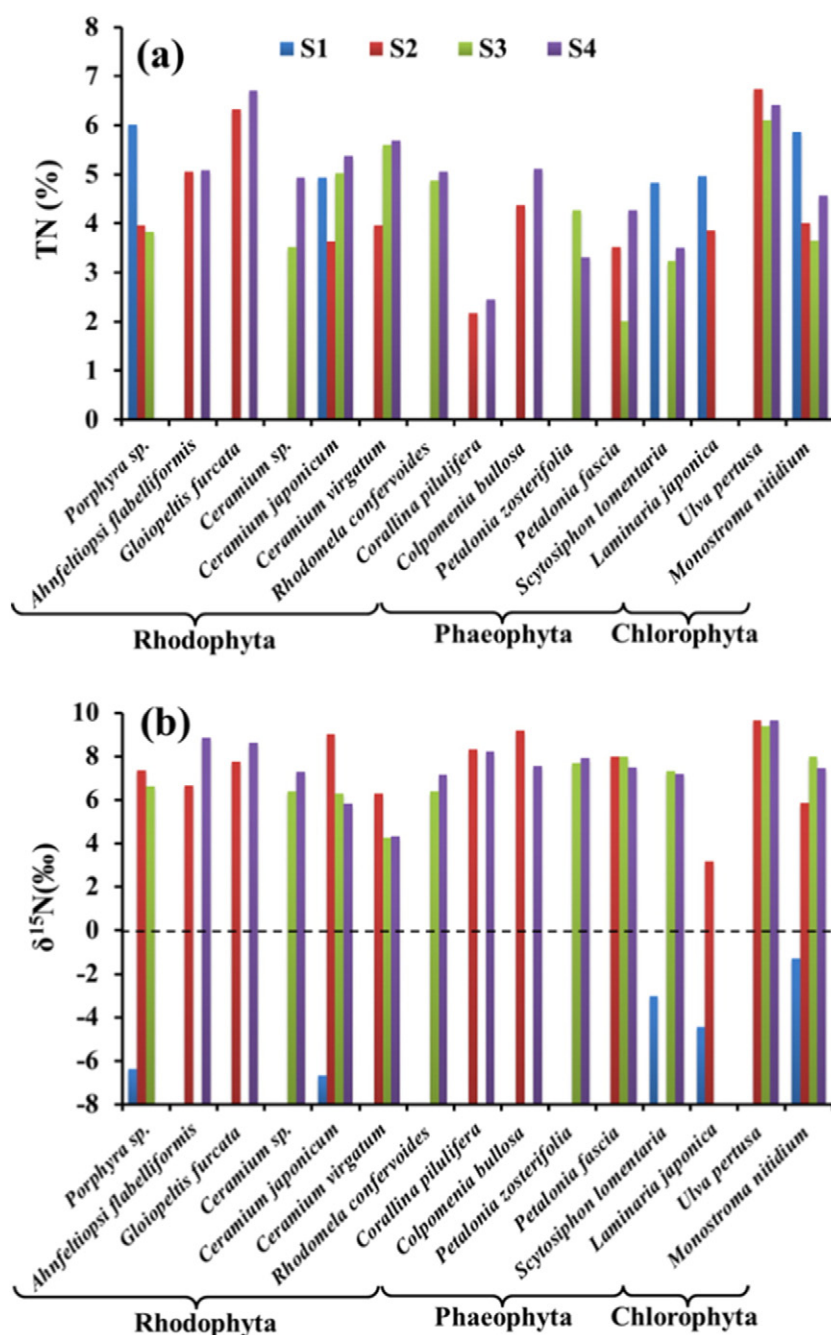 (a)
S1 S2 S3 S4
TN (%)
8
7
6
5
4
3
2
1
0
Porphyra sp.
Ahnfeltiopsi flabelliformis
Gloiopeltis furcata
Ceramium sp.
Ceramium japonicum
Ceramium virgatum
Rhodomela confervoides
Corallina pilulifera
Colpomenia bullosa
Petalonia zosterifolia
Petalonia fascia
Scytosiphon lomentaria
Laminaria japonica
Ulva pertusa
Monostroma nitidium
Rhodophyta Phaeophyta Chlorophyta
(b)
δ¹⁵N(‰)
10
8
6
4
2
0
-2
-4
-6
-8
Porphyra sp.
Ahnfeltiopsi flabelliformis
Gloiopeltis furcata
Ceramium sp.
Ceramium japonicum
Ceramium virgatum
Rhodomela confervoides
Corallina pilulifera
Colpomenia bullosa
Petalonia zosterifolia
Petalonia fascia
Scytosiphon lomentaria
Laminaria japonica
Ulva pertusa
Monostroma nitidium
Rhodophyta Phaeophyta Chlorophyta